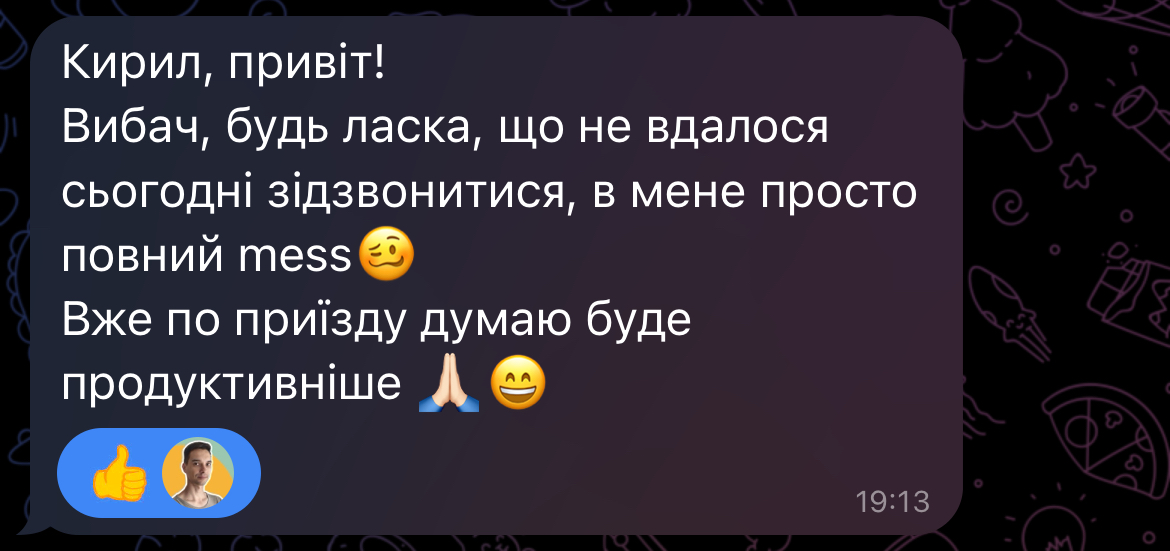 Кирил, привіт!
Вибач, будь ласка, що не вдалося
сьогодні зідзвонитися, в мене просто
повний mess🥴
Вже по приїзду думаю буде
продуктивніше 🙏🏻😄
19:13